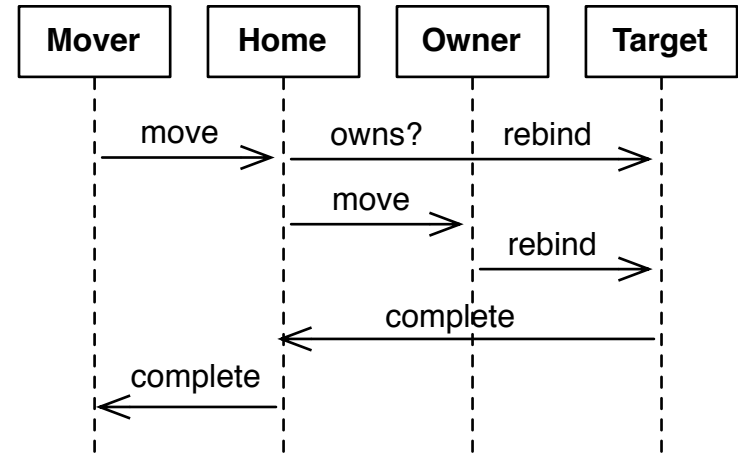 Mover Home Owner Target
move owns? rebind
move
rebind
complete
complete